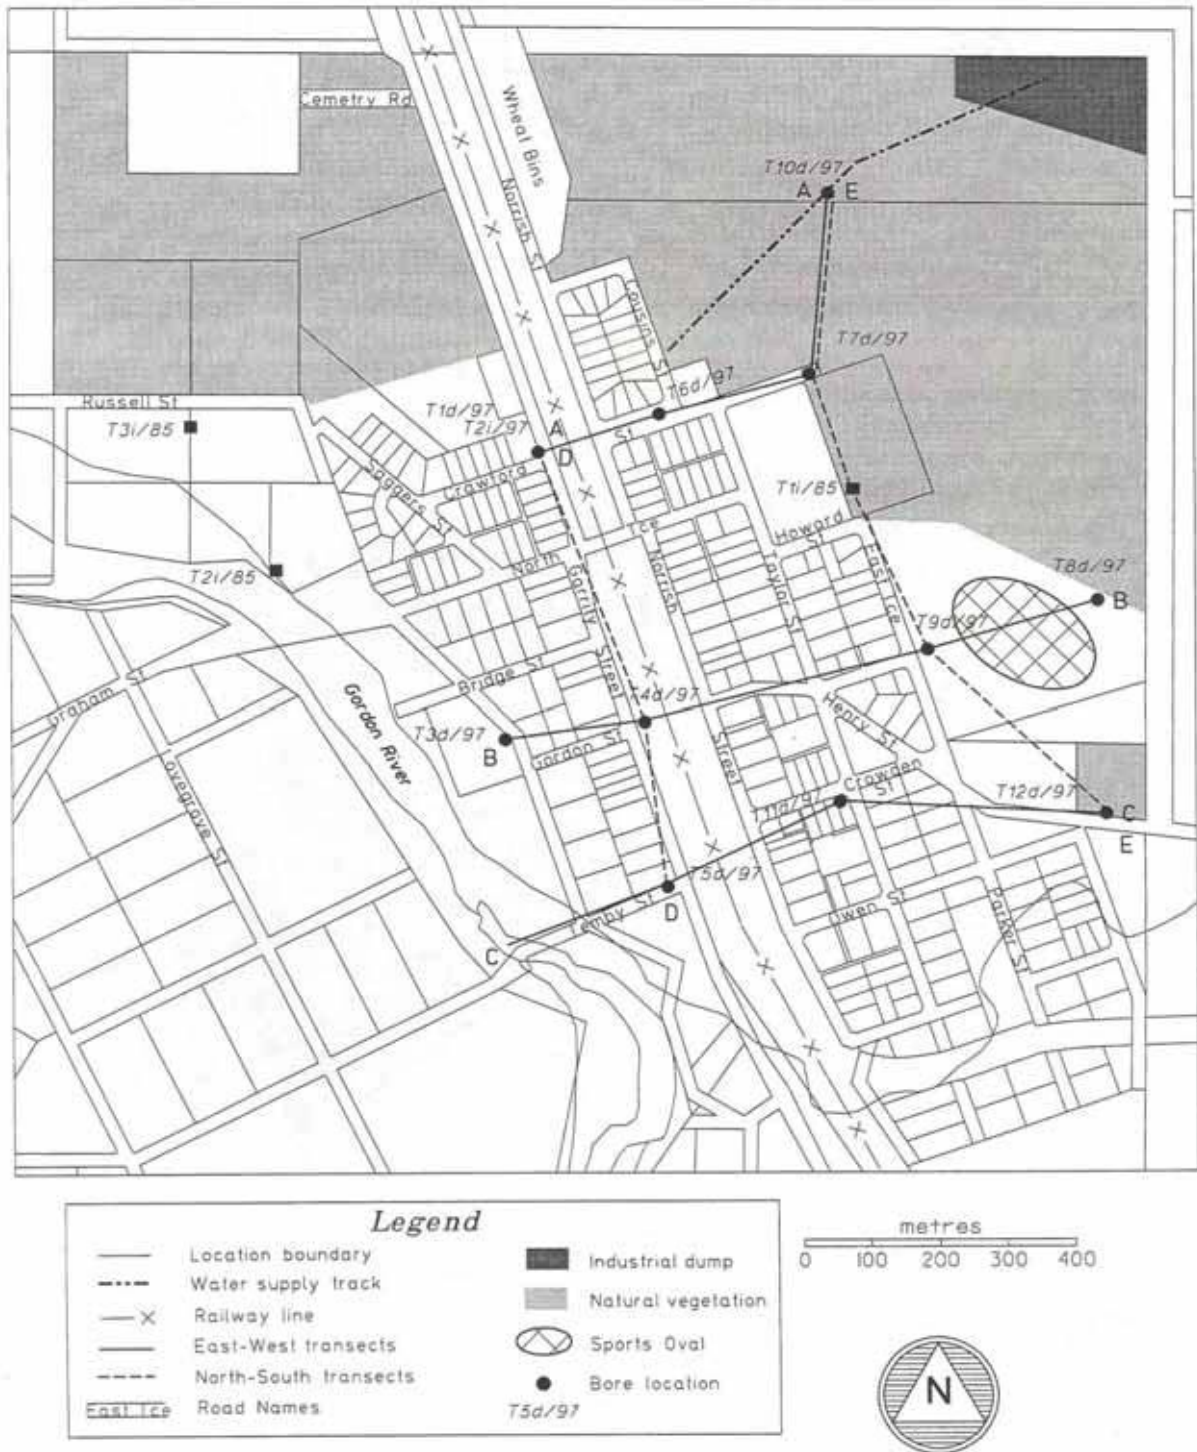 Cemetry Rd
Wheat Bins
Norrish St
T10d/97
A E
Cousins St
T7d/97
T6d/97
Russell St
T3i/85
T1d/97
T2i/97
A
D
Crawford St
Saggers St
T1i/85
Howard St
North Tce
T2i/85
Garrity Street
Norrish Street
Taylor St
East Tce
T8d/97
B
T9d/97
Graham St
Bridge St
Gordon River
T4d/97
Henry St
T3d/97
B
Gordon St
Lovegrove St
Crowden St
T11d/97
T12d/97
C
E
T5d/97
D
C
Owen St
Parker St
Legend
Location boundary
Water supply track
Railway line
East-West transects
North-South transects
East Tce Road Names
Industrial dump
Natural vegetation
Sports Oval
Bore location
T5d/97
metres
0 100 200 300 400
N